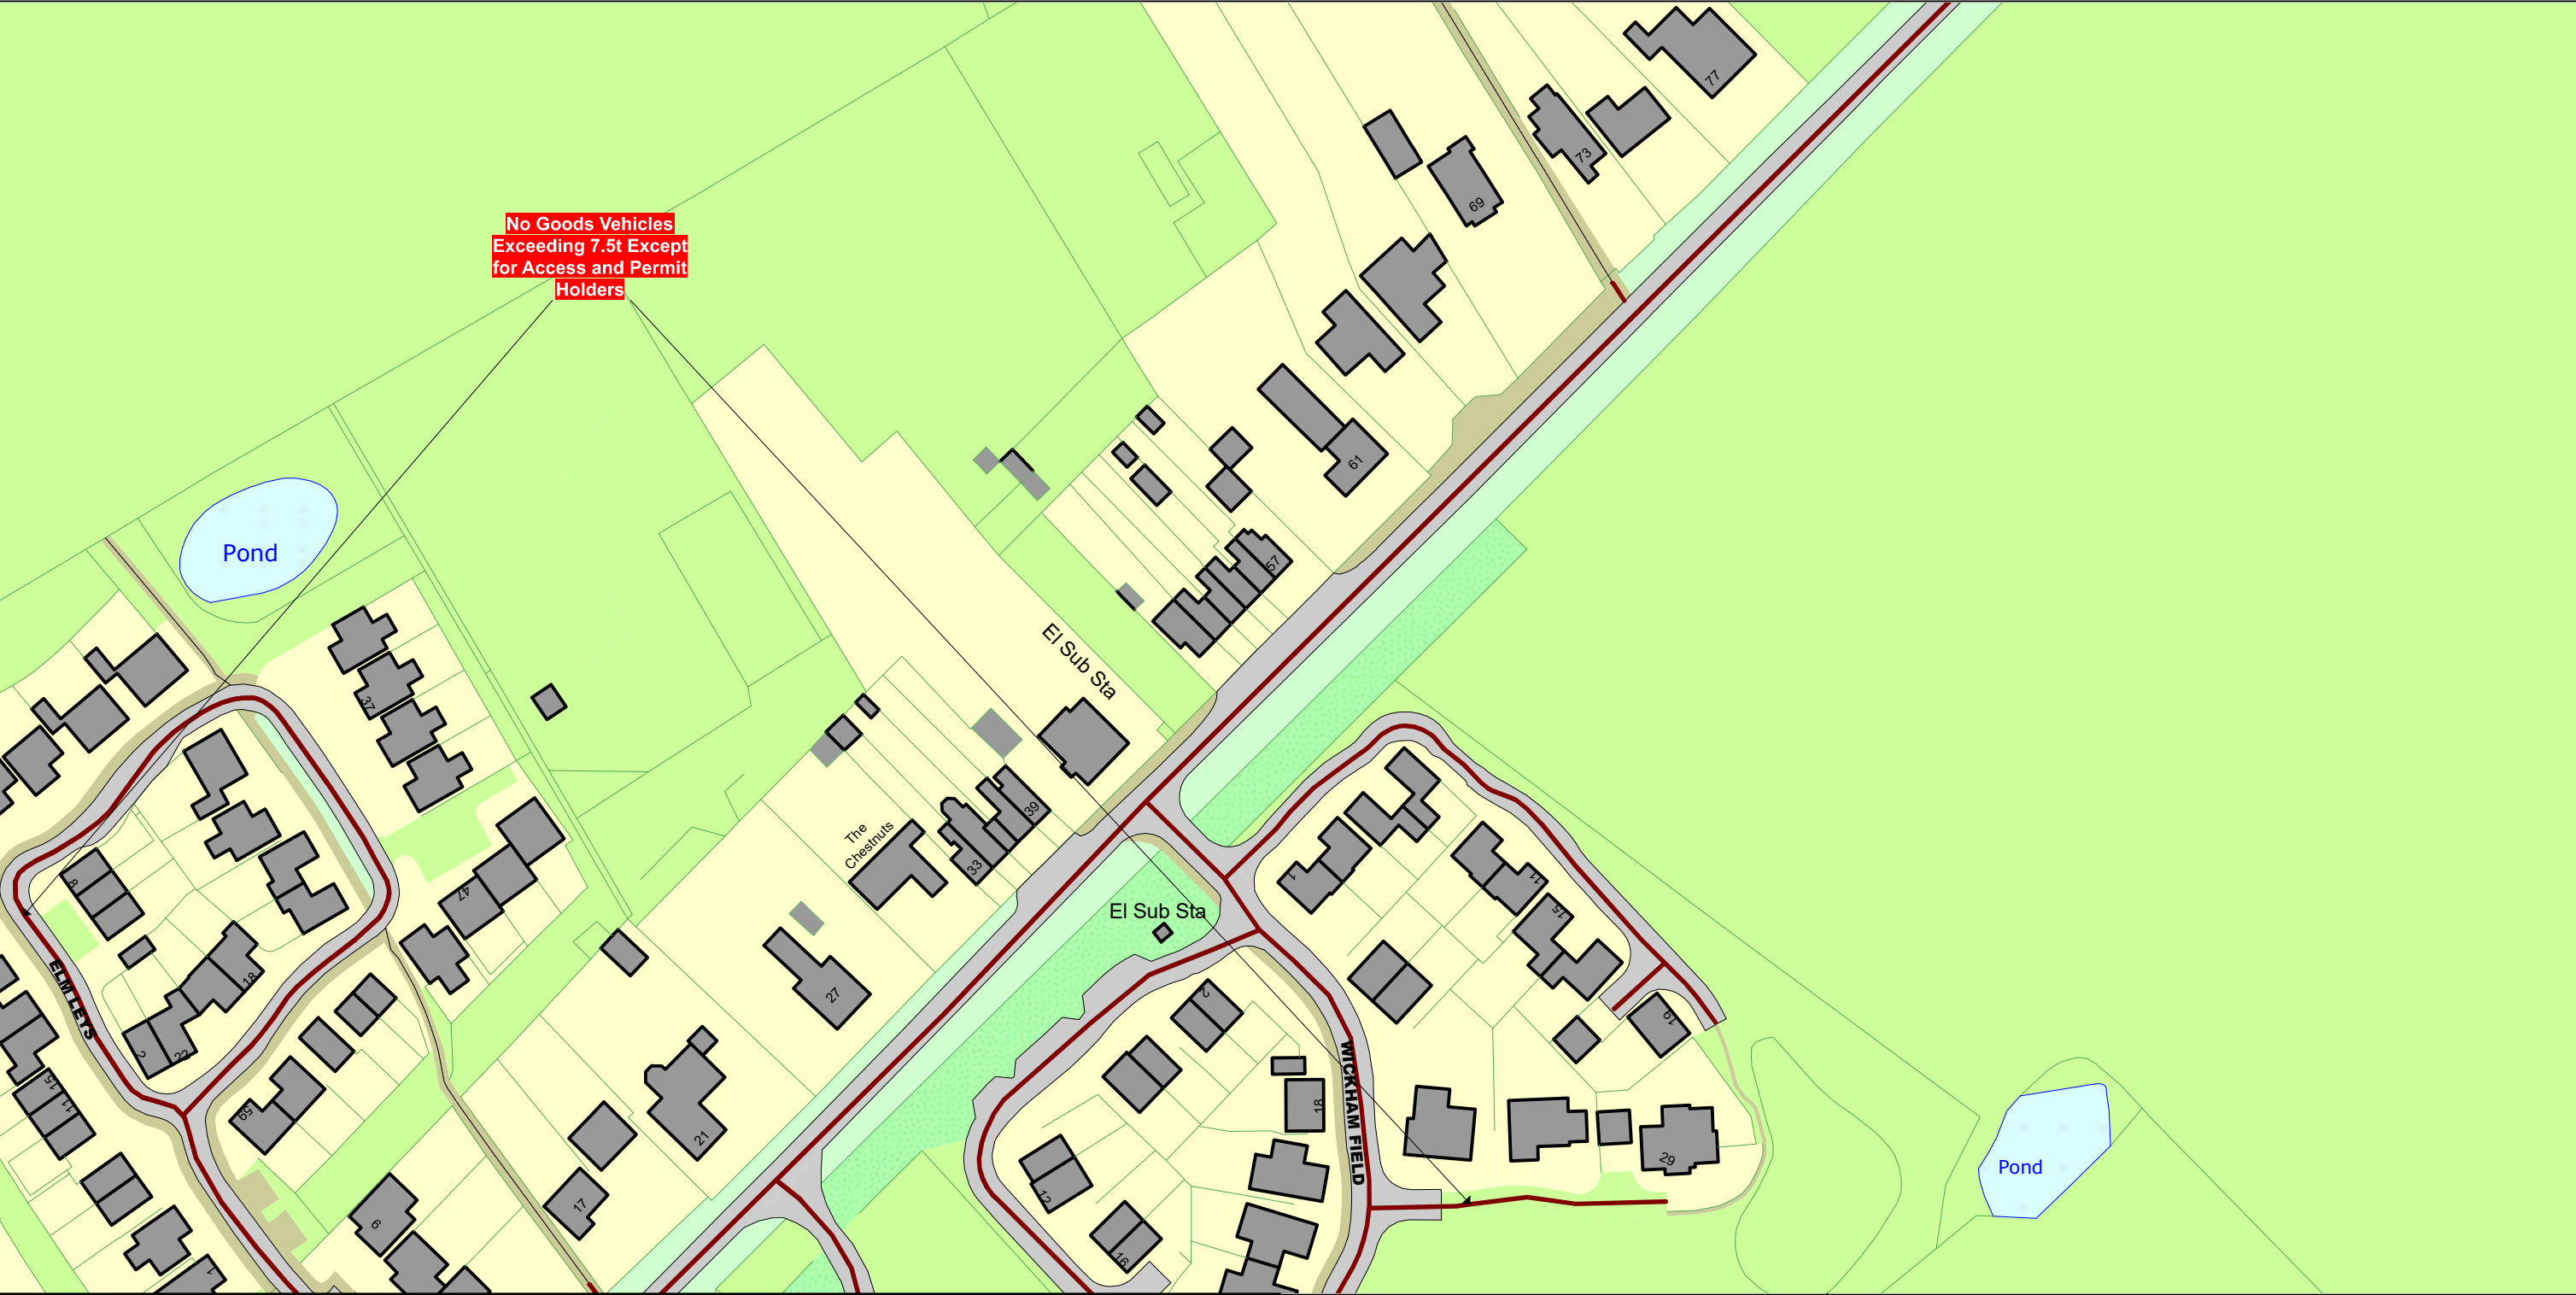 77
73
69
No Goods Vehicles
Exceeding 7.5t Except
for Access and Permit
Holders
61
Pond
57
El Sub Sta
37
39
The
Chestnuts
33
8
47
1
11
15
El Sub Sta
ELM LEYS
18
27
2
19
2
22
15
11
59
21
18
WICKHAM FIELD
29
Pond
12
17
6
16
1